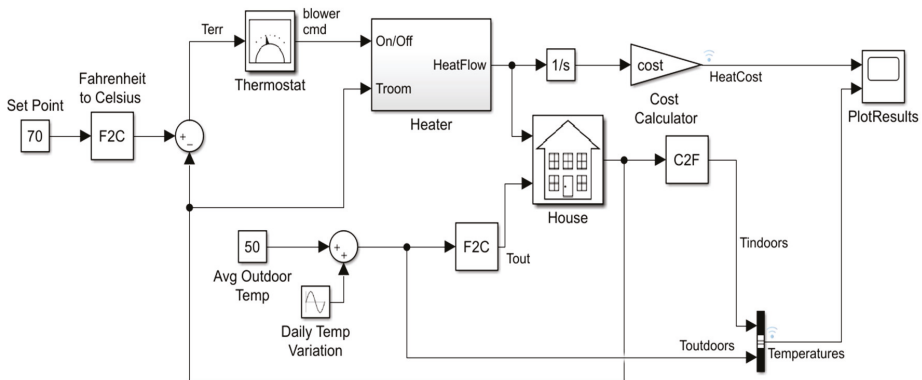 Terr
blower
cmd
On/Off
HeatFlow
1/s
cost
HeatCost
Thermostat
Troom
Heater
Cost
Calculator
PlotResults
Fahrenheit
to Celsius
Set Point
70
F2C
+
−
House
C2F
50
+
+
F2C
Tout
Avg Outdoor
Temp
Daily Temp
Variation
Tindoors
Toutdoors
Temperatures